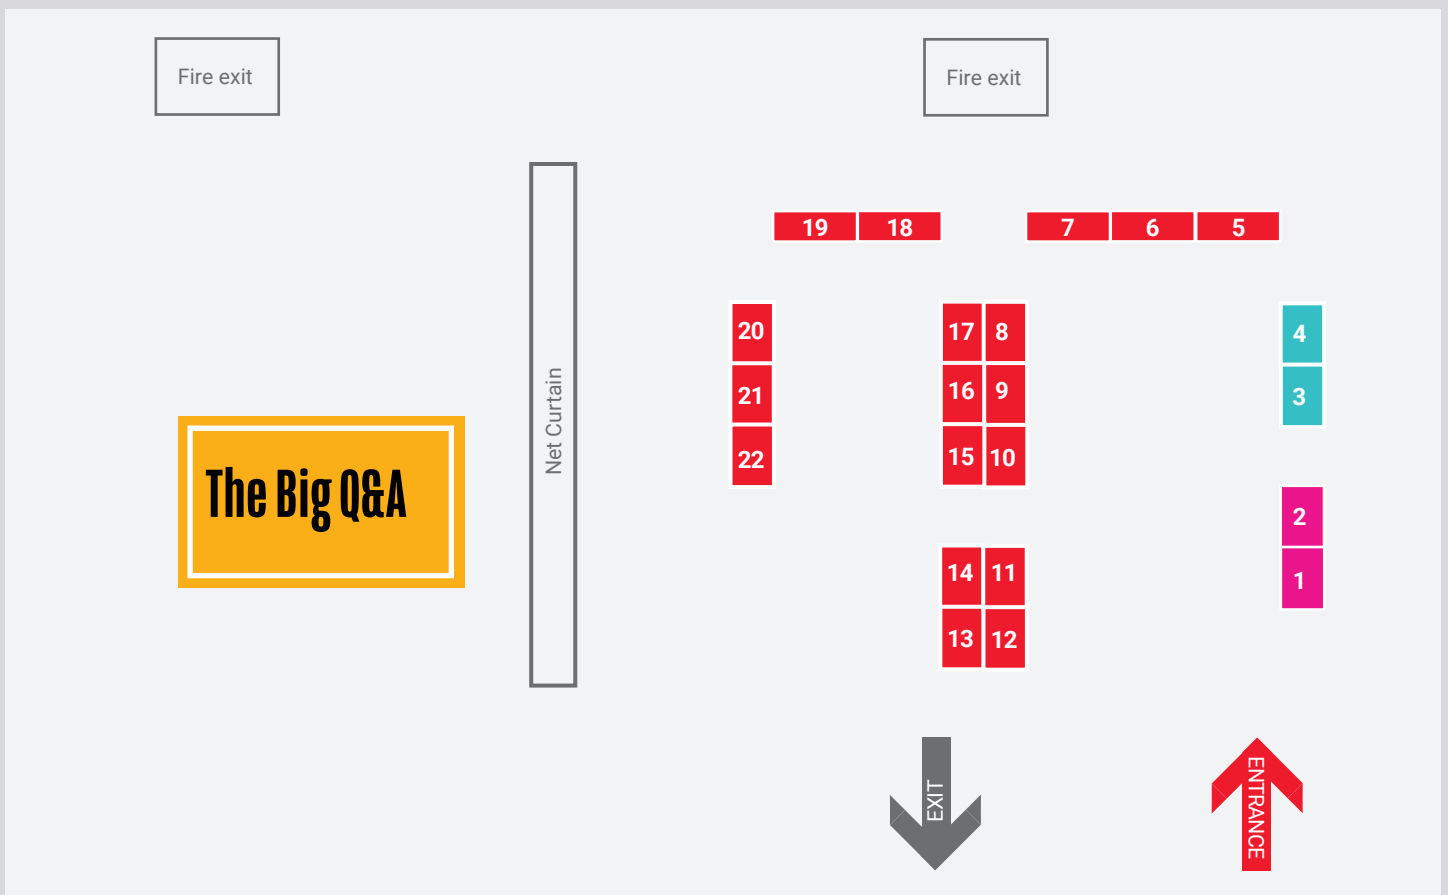 Fire exit
Fire exit
19 18 7 6 5
20 17 8 4
21 16 9 3
22 15 10
Net Curtain
The Big Q&A
2
14 11 1
13 12
EXIT
ENTRANCE